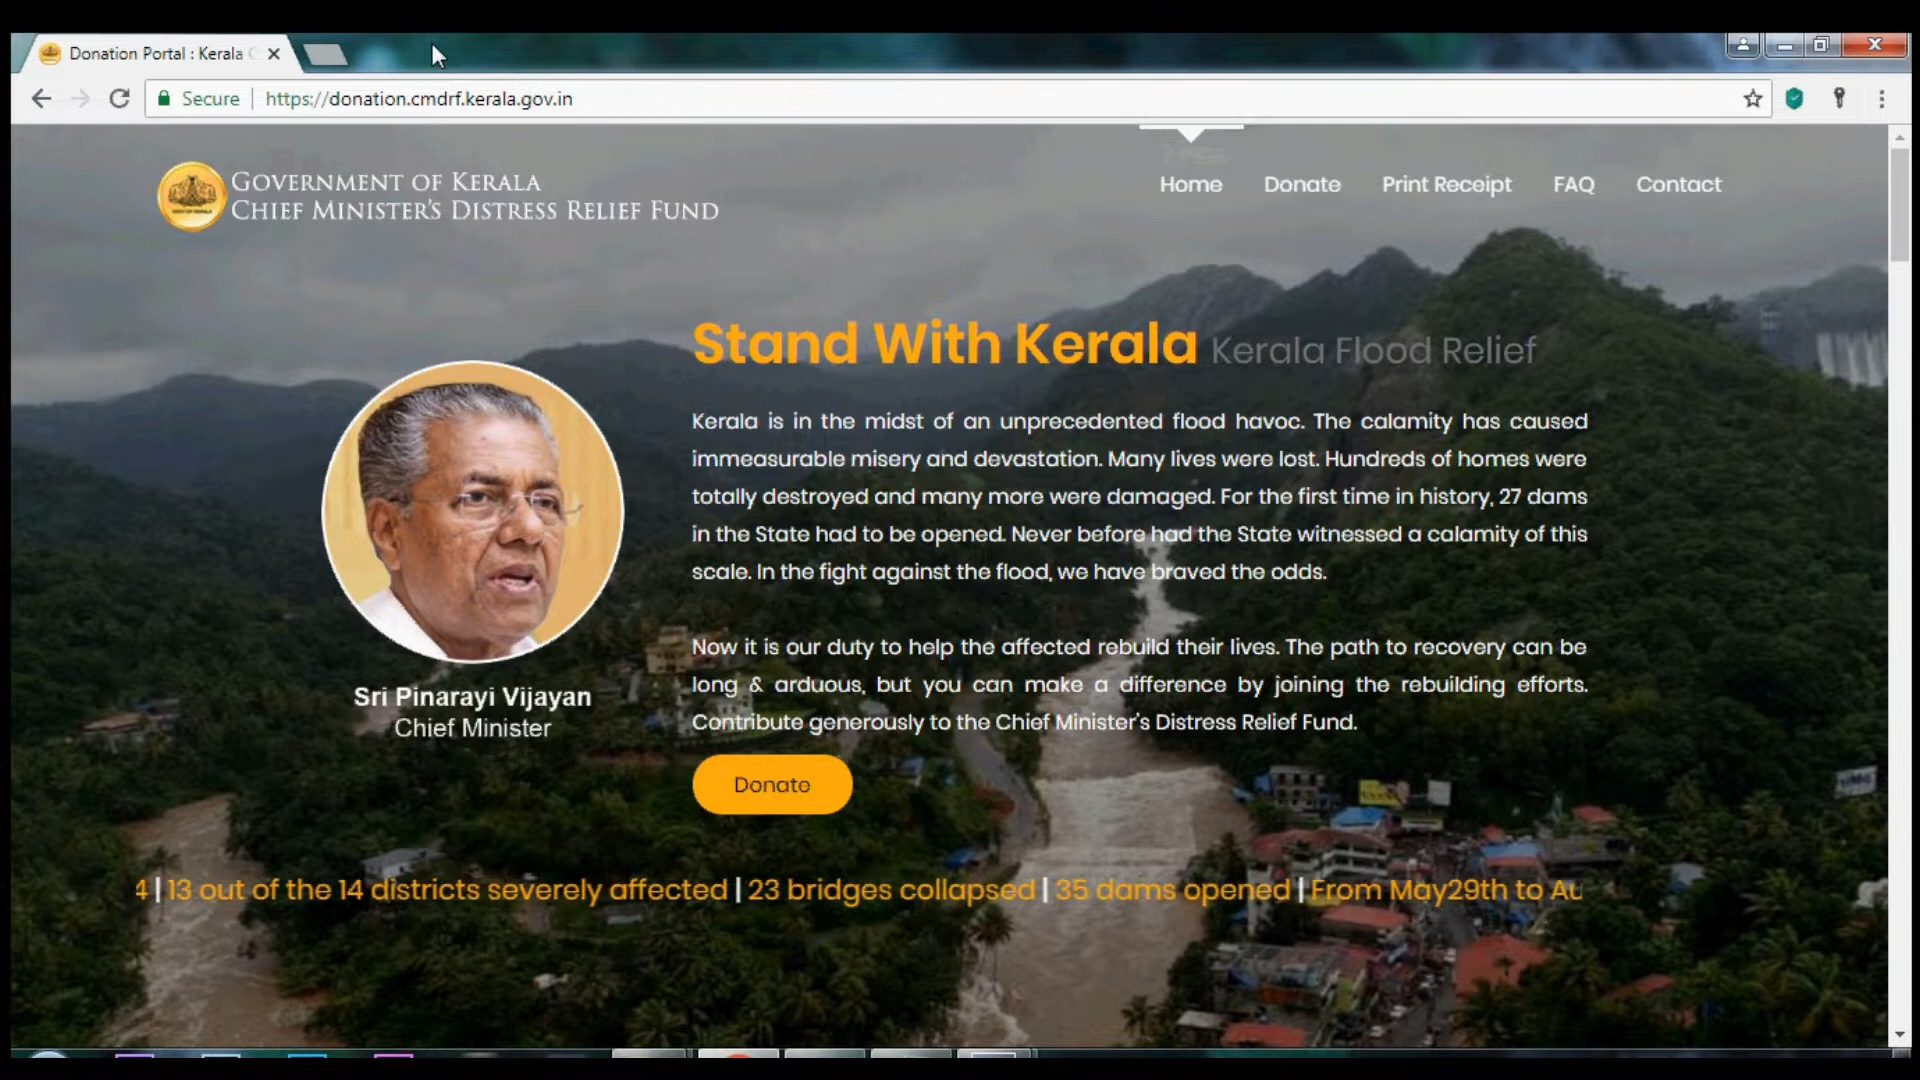 Donation Portal : Kerala
Secure
https://donation.cmdrf.kerala.gov.in
GOVERNMENT OF KERALA
CHIEF MINISTER'S DISTRESS RELIEF FUND
Home
Donate
Print Receipt
FAQ
Contact
Stand With Kerala Kerala Flood Relief
Kerala is in the midst of an unprecedented flood havoc. The calamity has caused
immeasurable misery and devastation. Many lives were lost. Hundreds of homes were
totally destroyed and many more were damaged. For the first time in history, 27 dams
in the State had to be opened. Never before had the State witnessed a calamity of this
scale. In the fight against the flood, we have braved the odds.
Now it is our duty to help the affected rebuild their lives. The path to recovery can be
long & arduous, but you can make a difference by joining the rebuilding efforts.
Contribute generously to the Chief Minister's Distress Relief Fund.
Sri Pinarayi Vijayan
Chief Minister
Donate
4 | 13 out of the 14 districts severely affected | 23 bridges collapsed | 35 dams opened | From May29th to Au